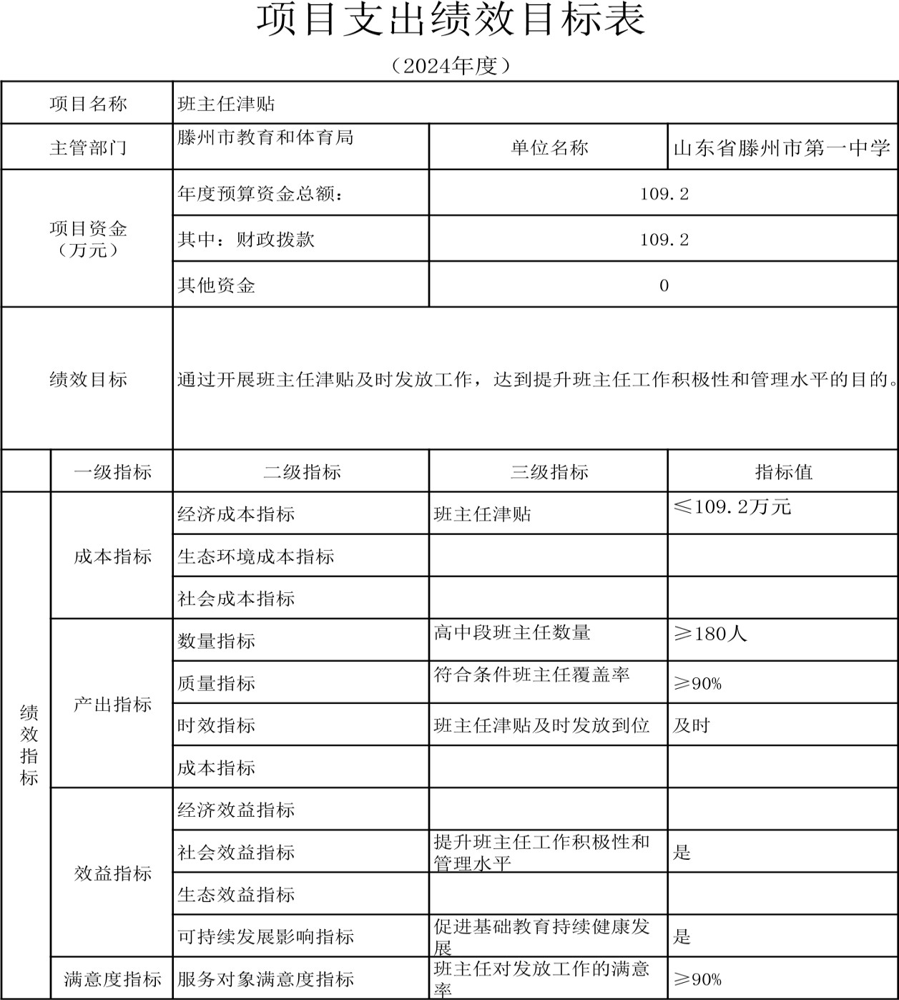 项目支出绩效目标表
（2024年度）
项目名称 班主任津贴
主管部门 滕州市教育和体育局 单位名称 山东省滕州市第一中学
项目资金
（万元）
年度预算资金总额： 109.2
其中：财政拨款 109.2
其他资金 0
绩效目标 通过开展班主任津贴及时发放工作，达到提升班主任工作积极性和管理水平的目的。
一级指标 二级指标 三级指标 指标值
绩
效
指
标
成本指标
经济成本指标 班主任津贴 ≤109.2万元
生态环境成本指标
社会成本指标
产出指标
数量指标 高中段班主任数量 ≥180人
质量指标 符合条件班主任覆盖率 ≥90%
时效指标 班主任津贴及时发放到位 及时
成本指标
效益指标
经济效益指标
社会效益指标 提升班主任工作积极性和
管理水平 是
生态效益指标
可持续发展影响指标 促进基础教育持续健康发
展 是
满意度指标 服务对象满意度指标 班主任对发放工作的满意
率 ≥90%